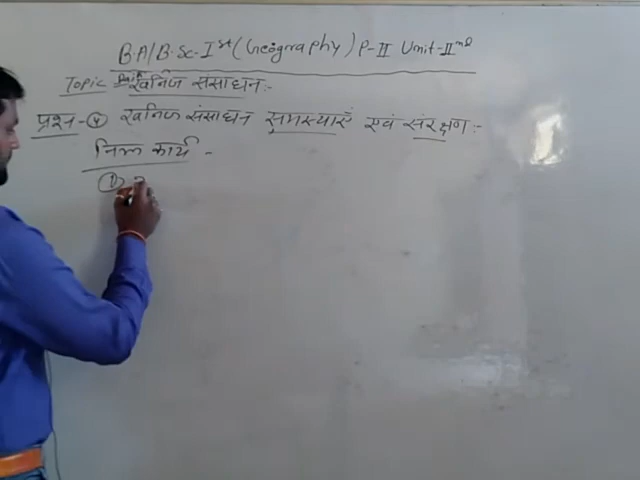 B.A/B.Sc-Ist (Geography) P-II Unit-IInd
Topic खनिज संसाधन:-
प्रश्न-④ खनिज संसाधन समस्याएँ एवं संरक्षण:-
निम्न कार्य -
①